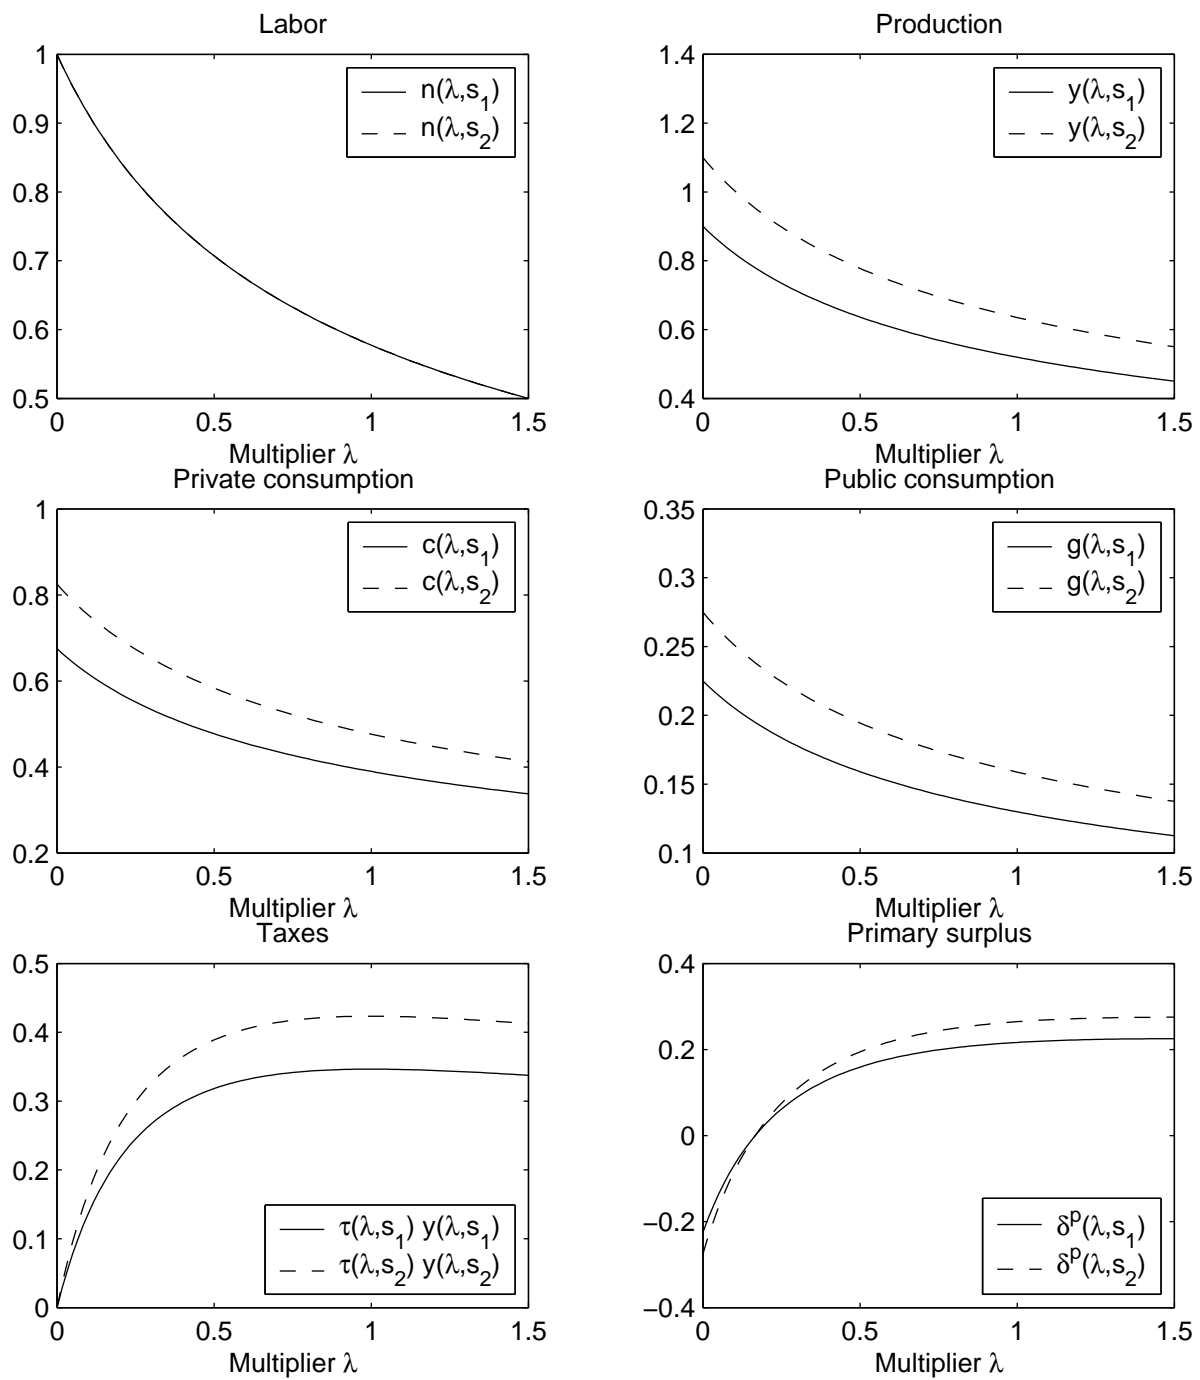 Labor
1
0.9
0.8
0.7
0.6
0.5
0 0.5 1 1.5
Multiplier λ
n(λ,s1)
n(λ,s2)
Production
1.4
1.2
1
0.8
0.6
0.4
0 0.5 1 1.5
Multiplier λ
y(λ,s1)
y(λ,s2)
Private consumption
1
0.8
0.6
0.4
0.2
0 0.5 1 1.5
Multiplier λ
c(λ,s1)
c(λ,s2)
Public consumption
0.35
0.3
0.25
0.2
0.15
0.1
0 0.5 1 1.5
Multiplier λ
g(λ,s1)
g(λ,s2)
Taxes
0.5
0.4
0.3
0.2
0.1
0
0 0.5 1 1.5
Multiplier λ
τ(λ,s1) y(λ,s1)
τ(λ,s2) y(λ,s2)
Primary surplus
0.4
0.2
0
−0.2
−0.4
0 0.5 1 1.5
Multiplier λ
δp(λ,s1)
δp(λ,s2)